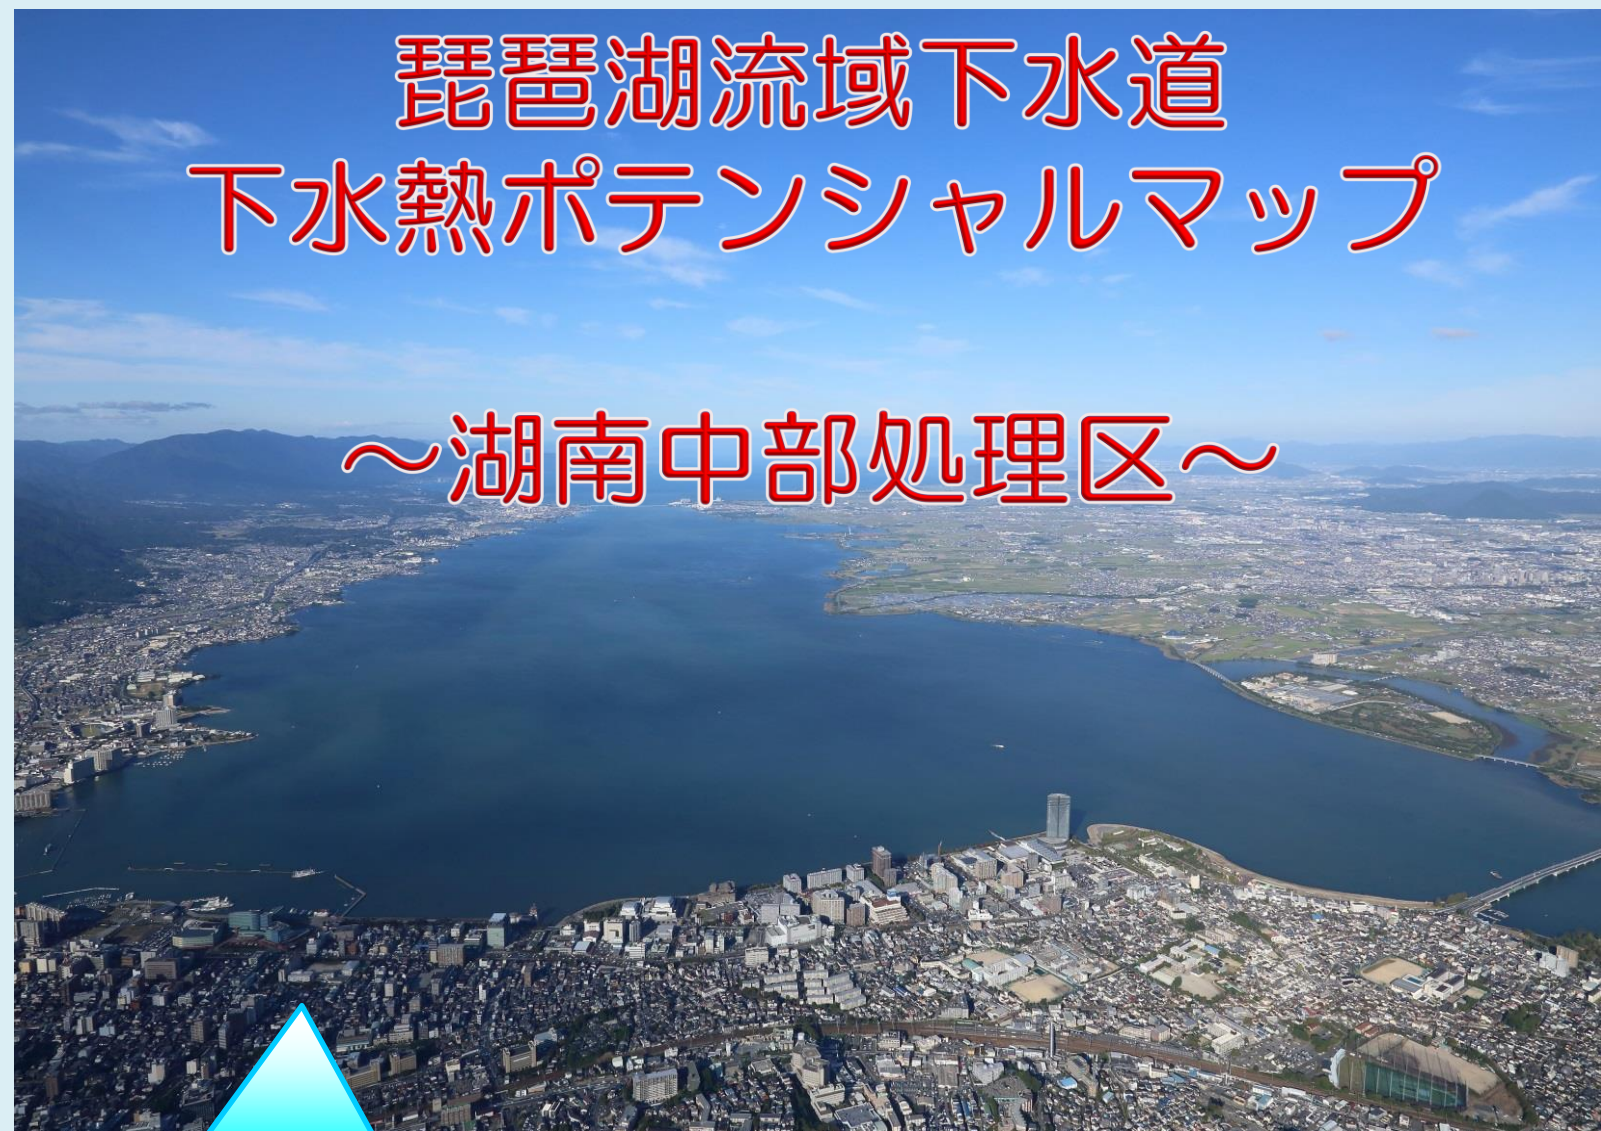 琵琶湖流域下水道
下水熱ポテンシャルマップ
～湖南中部処理区～